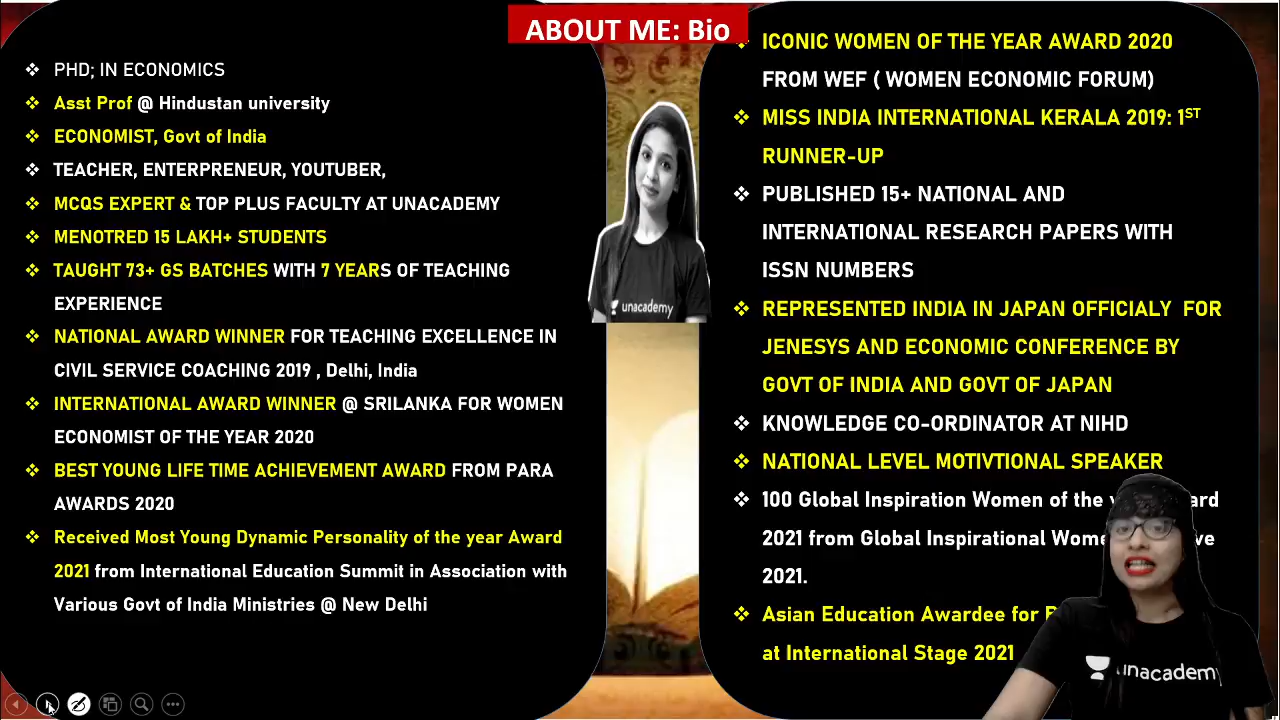 ABOUT ME: Bio
PHD; IN ECONOMICS
Asst Prof @ Hindustan university
ECONOMIST, Govt of India
TEACHER, ENTERPRENEUR, YOUTUBER,
MCQS EXPERT & TOP PLUS FACULTY AT UNACADEMY
MENOTRED 15 LAKH+ STUDENTS
TAUGHT 73+ GS BATCHES WITH 7 YEARS OF TEACHING
EXPERIENCE
NATIONAL AWARD WINNER FOR TEACHING EXCELLENCE IN
CIVIL SERVICE COACHING 2019 , Delhi, India
INTERNATIONAL AWARD WINNER @ SRILANKA FOR WOMEN
ECONOMIST OF THE YEAR 2020
BEST YOUNG LIFE TIME ACHIEVEMENT AWARD FROM PARA
AWARDS 2020
Received Most Young Dynamic Personality of the year Award
2021 from International Education Summit in Association with
Various Govt of India Ministries @ New Delhi
unacademy
ICONIC WOMEN OF THE YEAR AWARD 2020
FROM WEF ( WOMEN ECONOMIC FORUM)
MISS INDIA INTERNATIONAL KERALA 2019: 1ST
RUNNER-UP
PUBLISHED 15+ NATIONAL AND
INTERNATIONAL RESEARCH PAPERS WITH
ISSN NUMBERS
REPRESENTED INDIA IN JAPAN OFFICIALY FOR
JENESYS AND ECONOMIC CONFERENCE BY
GOVT OF INDIA AND GOVT OF JAPAN
KNOWLEDGE CO-ORDINATOR AT NIHD
NATIONAL LEVEL MOTIVTIONAL SPEAKER
100 Global Inspiration Women of the
2021 from Global Inspirational
2021.
Asian Education Awardee for
at International Stage 2021
unacademy